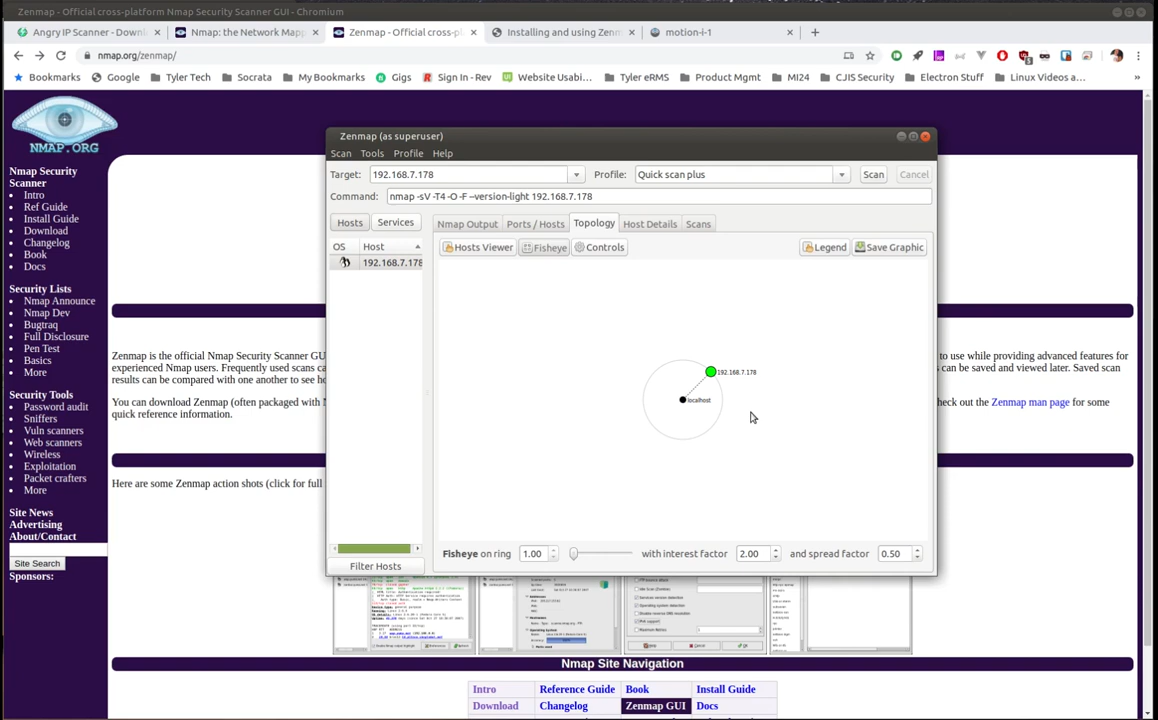 Zenmap - Official cross-platform Nmap Security Scanner GUI - Chromium
Angry IP Scanner - Downl
Nmap: the Network Mapp
Zenmap - Official cross-pl
Installing and using Zenm
motion-i-1
nmap.org/zenmap/
Bookmarks
Google
Tyler Tech
Socrata
My Bookmarks
Gigs
Sign In - Rev
Website Usabi...
Tyler eRMS
Product Mgmt
MI24
CJIS Security
Electron Stuff
Linux Videos a...
NMAP.ORG
Nmap Security
Scanner
Intro
Ref Guide
Install Guide
Download
Changelog
Book
Docs
Security Lists
Nmap Announce
Nmap Dev
Bugtraq
Full Disclosure
Pen Test
Basics
More
Security Tools
Password audit
Sniffers
Vuln scanners
Web scanners
Wireless
Exploitation
Packet crafters
More
Site News
Advertising
About/Contact
Site Search
Sponsors:
Zenmap is the official Nmap Security Scanner GU
experienced Nmap users. Frequently used scans ca
results can be compared with one another to see ho
You can download Zenmap (often packaged with
quick reference information.
Here are some Zenmap action shots (click for full
to use while providing advanced features for
can be saved and viewed later. Saved scan
heck out the Zenmap man page for some
Zenmap (as superuser)
Scan Tools Profile Help
Target: 192.168.7.178 Profile: Quick scan plus Scan Cancel
Command: nmap -sV -T4 -O -F --version-light 192.168.7.178
Hosts Services
OS Host
192.168.7.178
Filter Hosts
Nmap Output Ports / Hosts Topology Host Details Scans
Hosts Viewer Fisheye Controls Legend Save Graphic
192.168.7.178
localhost
Fisheye on ring 1.00 with interest factor 2.00 and spread factor 0.50
Nmap Site Navigation
Intro Reference Guide Book Install Guide
Download Changelog Zenmap GUI Docs